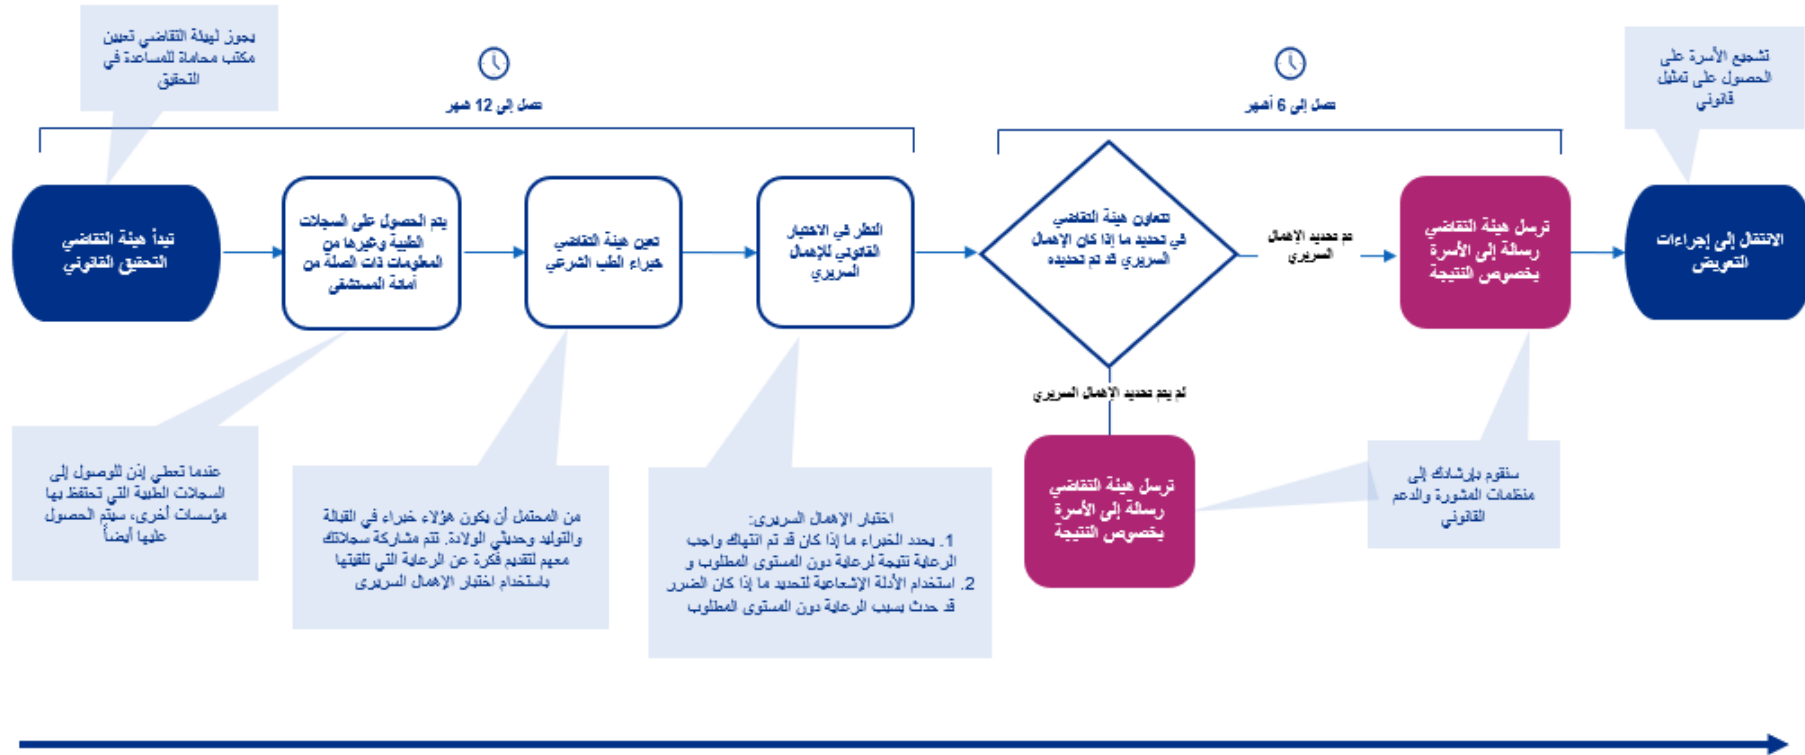 يجوز لهيئة التقاضي تعيين
مكتب محاماة للمساعدة في
التحقيق
تصل إلى 12 شهر
تصل إلى 6 أشهر
تشجيع الأسرة على
الحصول على تمثيل
قانوني
تبدأ هيئة التقاضي
التحقيق القانوني
يتم الحصول على السجلات
الطبية وغيرها من
المعلومات ذات الصلة من
أمانة المستشفى
تعين هيئة التقاضي
خبراء الطب الشرعي
النظر في الاختبار
القانوني للإهمال
السريري
تتعاون هيئة التقاضي
في تحديد ما إذا كان الإهمال
السريري قد تم تحديده
تم تحديد الإهمال
السريري
ترسل هيئة التقاضي
رسالة إلى الأسرة
بخصوص النتيجة
الانتقال إلى إجراءات
التعويض
لم يتم تحديد الإهمال السريري
ترسل هيئة التقاضي
رسالة إلى الأسرة
بخصوص النتيجة
عندما تعطي إذن للوصول إلى
السجلات الطبية التي تحتفظ بها
مؤسسات أخرى، سيتم الحصول
عليها أيضاً
من المحتمل أن يكون هؤلاء خبراء في القبالة
والتوليد وحديثي الولادة. تتم مشاركة سجلاتك
معهم لتقديم فكرة عن الرعاية التي تلقيتها
باستخدام اختبار الإهمال السريري
اختبار الإهمال السريري:
1. يحدد الخبراء ما إذا كان قد تم انتهاك واجب
الرعاية نتيجة لرعاية دون المستوى المطلوب و
2. استخدام الأدلة الإشعاعية لتحديد ما إذا كان الضرر
قد حدث بسبب الرعاية دون المستوى المطلوب
سنقوم بإرشادك إلى
منظمات المشورة والدعم
القانوني